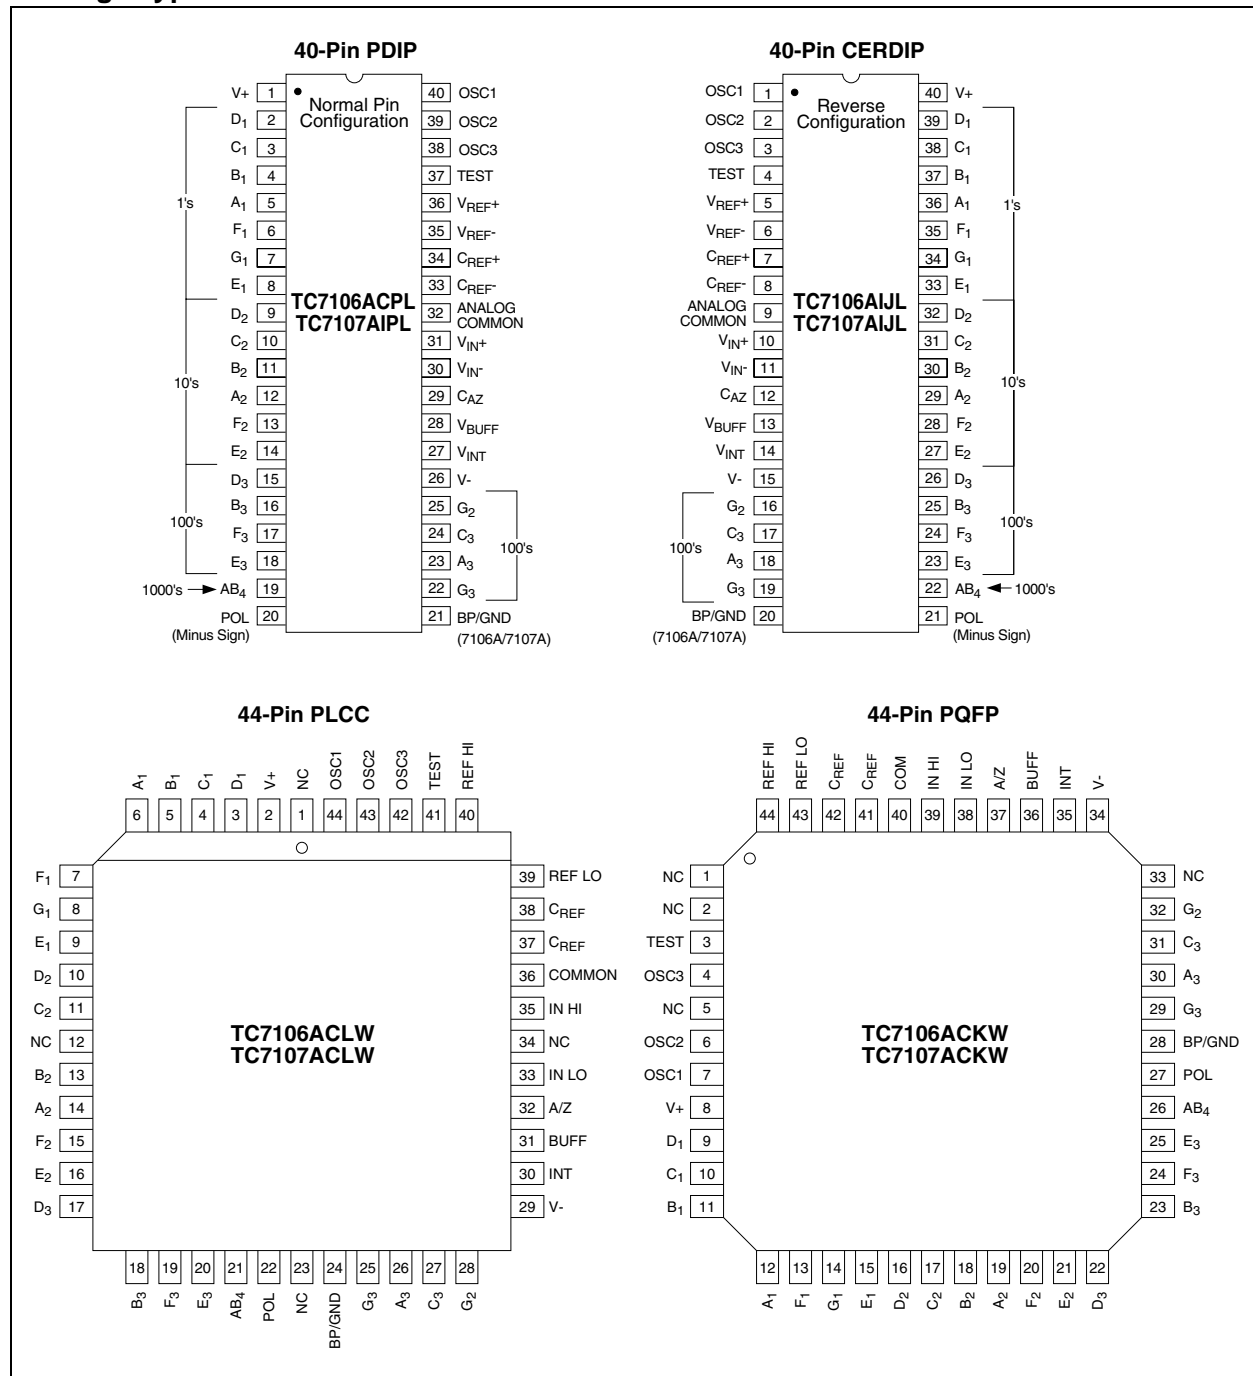 40-Pin PDIP
Normal Pin
Configuration
TC7106ACPL
TC7107AIPL
V+ 1
D1 2
C1 3
B1 4
A1 5
F1 6
G1 7
E1 8
D2 9
C2 10
B2 11
A2 12
F2 13
E2 14
D3 15
B3 16
F3 17
E3 18
AB4 19
POL 20
(Minus Sign)
1's
10's
100's
1000's
40 OSC1
39 OSC2
38 OSC3
37 TEST
36 VREF+
35 VREF-
34 CREF+
33 CREF-
32 ANALOG
COMMON
31 VIN+
30 VIN-
29 CAZ
28 VBUFF
27 VINT
26 V-
25 G2
24 C3
23 A3
22 G3
21 BP/GND
(7106A/7107A)
100's
40-Pin CERDIP
Reverse
Configuration
TC7106AIJL
TC7107AIJL
OSC1 1
OSC2 2
OSC3 3
TEST 4
VREF+ 5
VREF- 6
CREF+ 7
CREF- 8
ANALOG
COMMON 9
VIN+ 10
VIN- 11
CAZ 12
VBUFF 13
VINT 14
V- 15
G2 16
C3 17
A3 18
G3 19
BP/GND 20
(7106A/7107A)
100's
40 V+
39 D1
38 C1
37 B1
36 A1
35 F1
34 G1
33 E1
32 D2
31 C2
30 B2
29 A2
28 F2
27 E2
26 D3
25 B3
24 F3
23 E3
22 AB4
21 POL
(Minus Sign)
1's
10's
100's
1000's
44-Pin PLCC
A1 B1 C1 D1 V+ NC OSC1 OSC2 OSC3 TEST REF HI
6 5 4 3 2 1 44 43 42 41 40
F1 7
G1 8
E1 9
D2 10
C2 11
NC 12
B2 13
A2 14
F2 15
E2 16
D3 17
TC7106ACLW
TC7107ACLW
39 REF LO
38 CREF
37 CREF
36 COMMON
35 IN HI
34 NC
33 IN LO
32 A/Z
31 BUFF
30 INT
29 V-
18 19 20 21 22 23 24 25 26 27 28
B3 F3 E3 AB4 POL NC BP/GND G3 A3 C3 G2
44-Pin PQFP
REF HI REF LO CREF CREF COM IN HI IN LO A/Z BUFF INT V-
44 43 42 41 40 39 38 37 36 35 34
NC 1
NC 2
TEST 3
OSC3 4
NC 5
OSC2 6
OSC1 7
V+ 8
D1 9
C1 10
B1 11
TC7106ACKW
TC7107ACKW
33 NC
32 G2
31 C3
30 A3
29 G3
28 BP/GND
27 POL
26 AB4
25 E3
24 F3
23 B3
12 13 14 15 16 17 18 19 20 21 22
A1 F1 G1 E1 D2 C2 B2 A2 F2 E2 D3